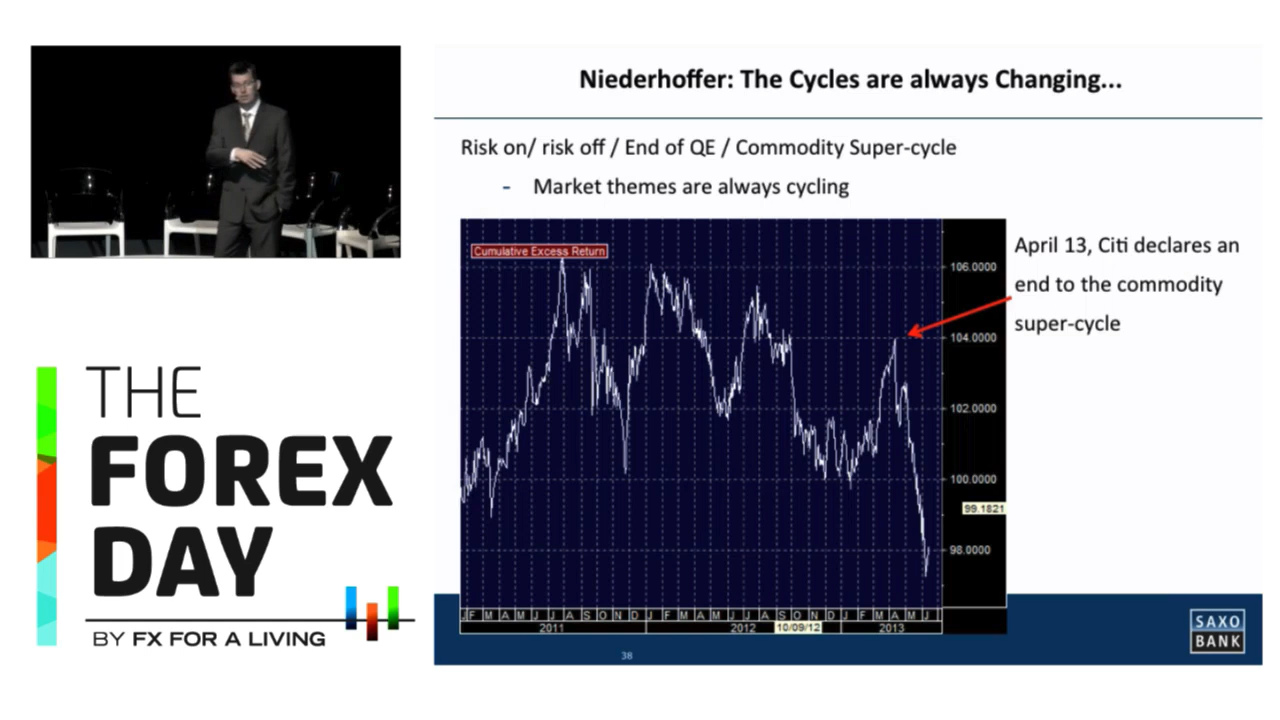 Niederhoffer: The Cycles are always Changing...
Risk on/ risk off / End of QE / Commodity Super-cycle
- Market themes are always cycling
Cumulative Excess Return
April 13, Citi declares an
end to the commodity
super-cycle
106.0000
104.0000
102.0000
100.0000
99.1821
98.0000
J F M A M J J A S O N D J F M A M J J A S O N D J F M A M J
2011 2012 10/09/12 2013
38
SAXO
BANK
THE
FOREX
DAY
BY FX FOR A LIVING